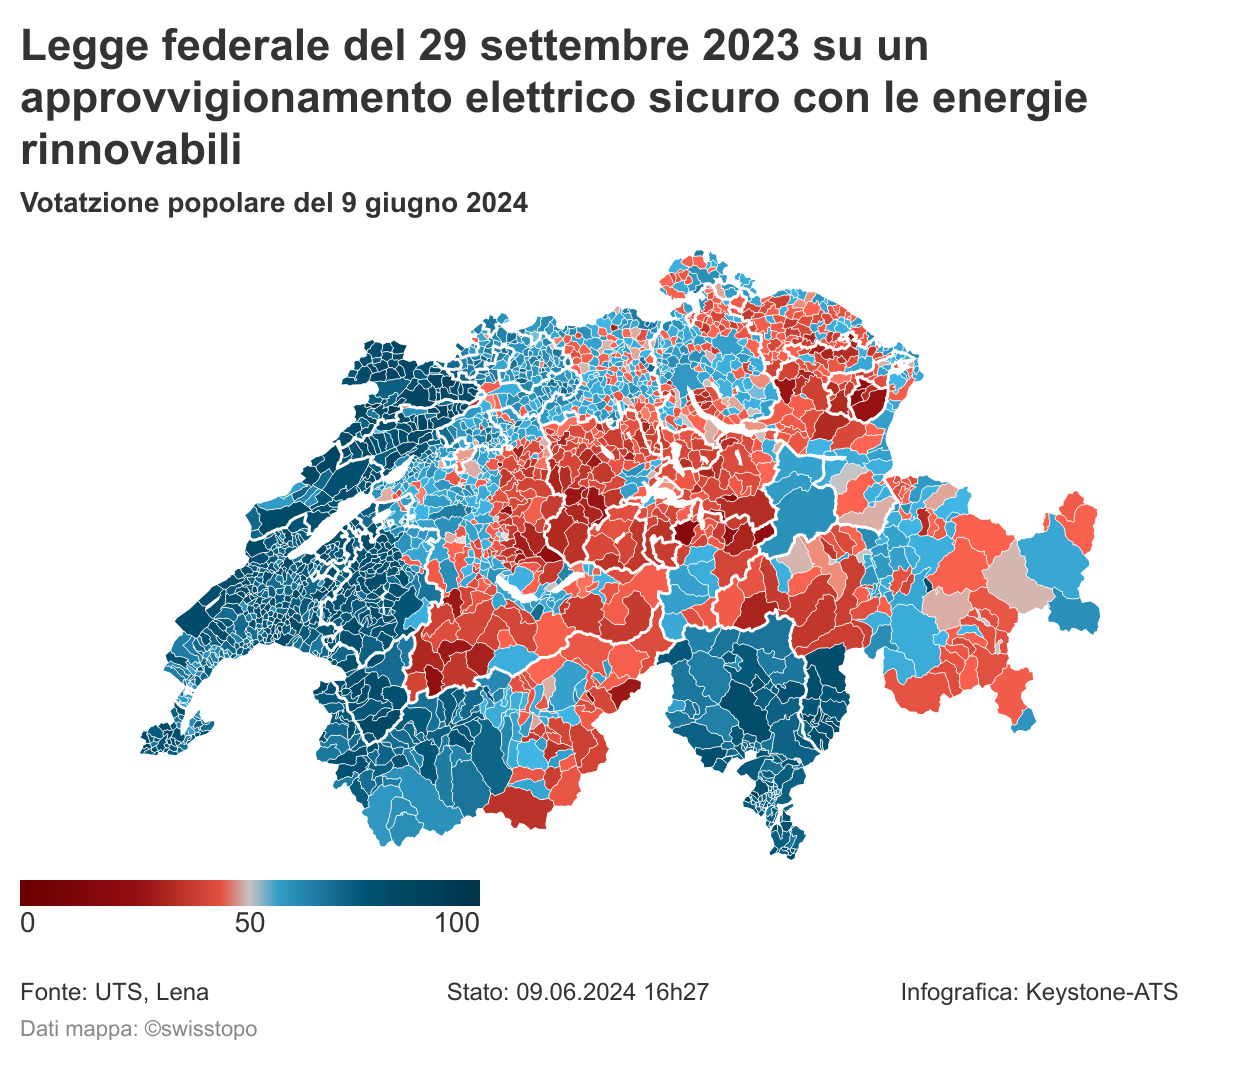 Legge federale del 29 settembre 2023 su un
approvvigionamento elettrico sicuro con le energie
rinnovabili
Votatzione popolare del 9 giugno 2024
0 50 100
Fonte: UTS, Lena Stato: 09.06.2024 16h27 Infografica: Keystone-ATS
Dati mappa: ©swisstopo